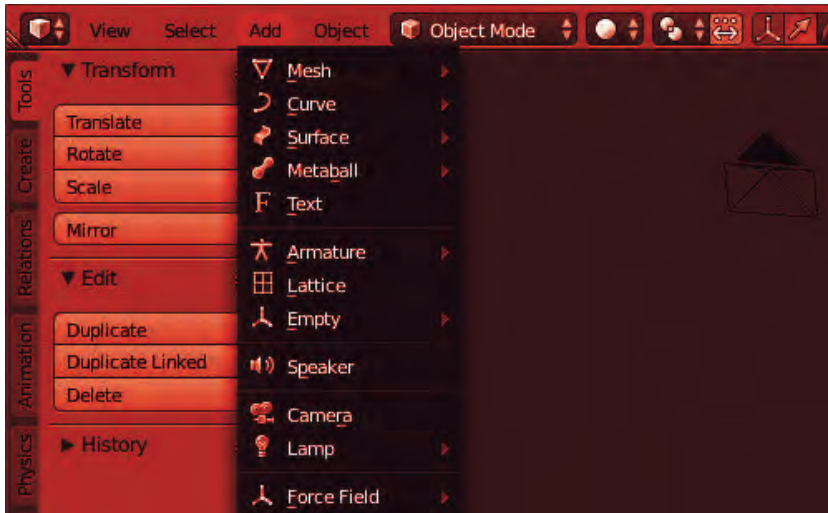 View Select Add Object Object Mode
Tools
Create
Relations
Animation
Physics
Transform
Translate
Rotate
Scale
Mirror
Edit
Duplicate
Duplicate Linked
Delete
History
Mesh
Curve
Surface
Metaball
Text
Armature
Lattice
Empty
Speaker
Camera
Lamp
Force Field